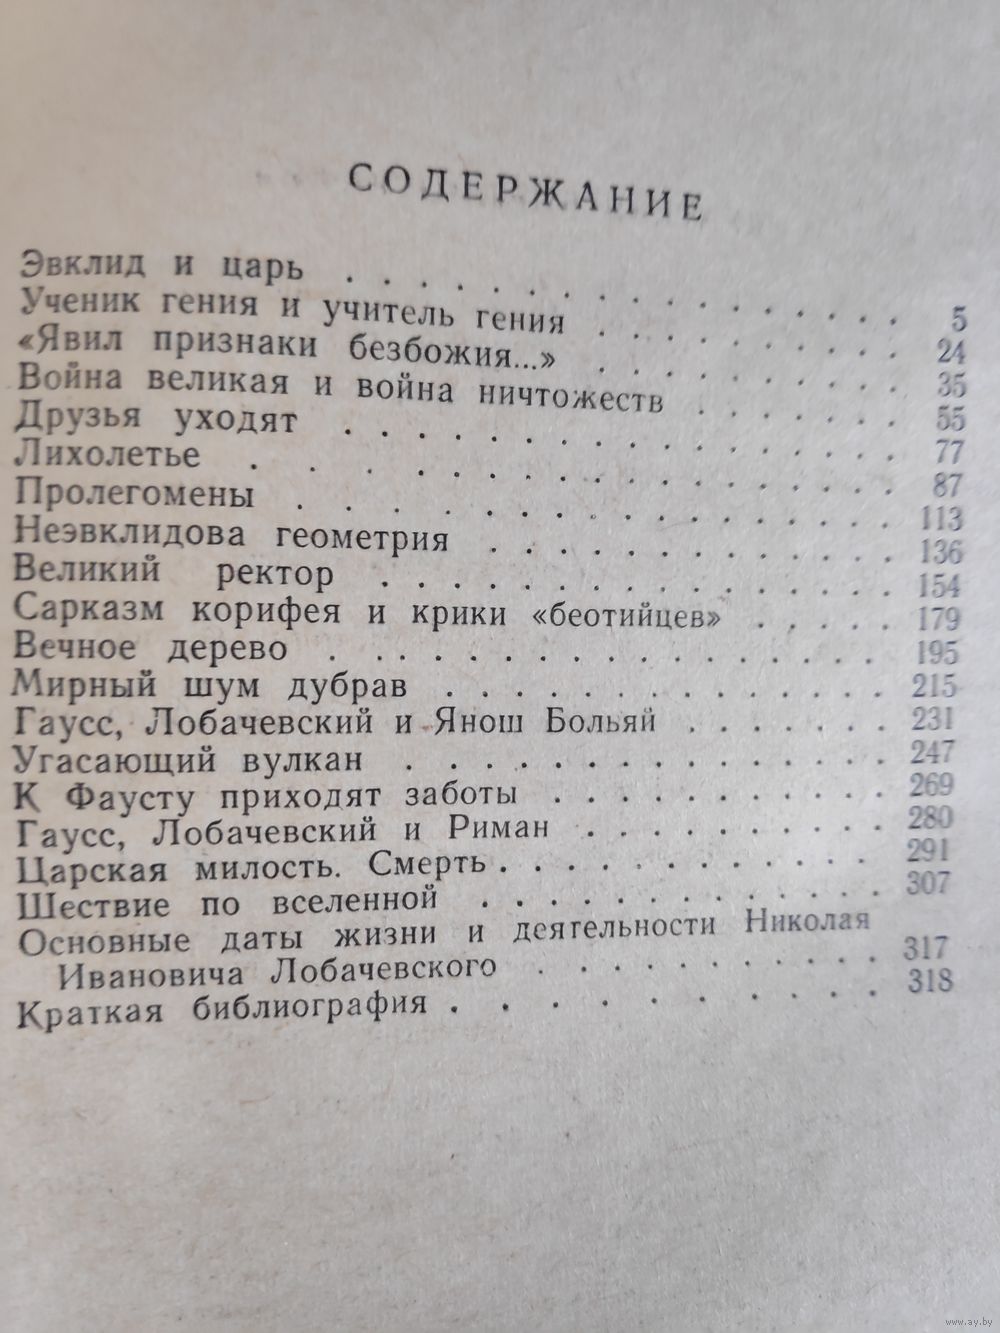 СОДЕРЖАНИЕ
Эвклид и царь . . . . . . . . . . . 5
Ученик гения и учитель гения . . . . . . 24
«Явил признаки безбожия...» . . . . . . 35
Война великая и война ничтожеств . . . . . 55
Друзья уходят . . . . . . . . . . . 77
Лихолетье . . . . . . . . . . . . 87
Пролегомены . . . . . . . . . . . 113
Неэвклидова геометрия . . . . . . . . 136
Великий ректор . . . . . . . . . . 154
Сарказм корифея и крики «беотийцев» . . . . . 179
Вечное дерево . . . . . . . . . . . 195
Мирный шум дубрав . . . . . . . . . . 215
Гаусс, Лобачевский и Янош Больяй . . . . . . 231
Угасающий вулкан . . . . . . . . . . 247
К Фаусту приходят заботы . . . . . . . . 269
Гаусс, Лобачевский и Риман . . . . . . . 280
Царская милость. Смерть . . . . . . . . 291
Шествие по вселенной . . . . . . . . . 307
Основные даты жизни и деятельности Николая
Ивановича Лобачевского . . . . . . . . 317
Краткая библиография . . . . . . . . . 318
www.ay.by